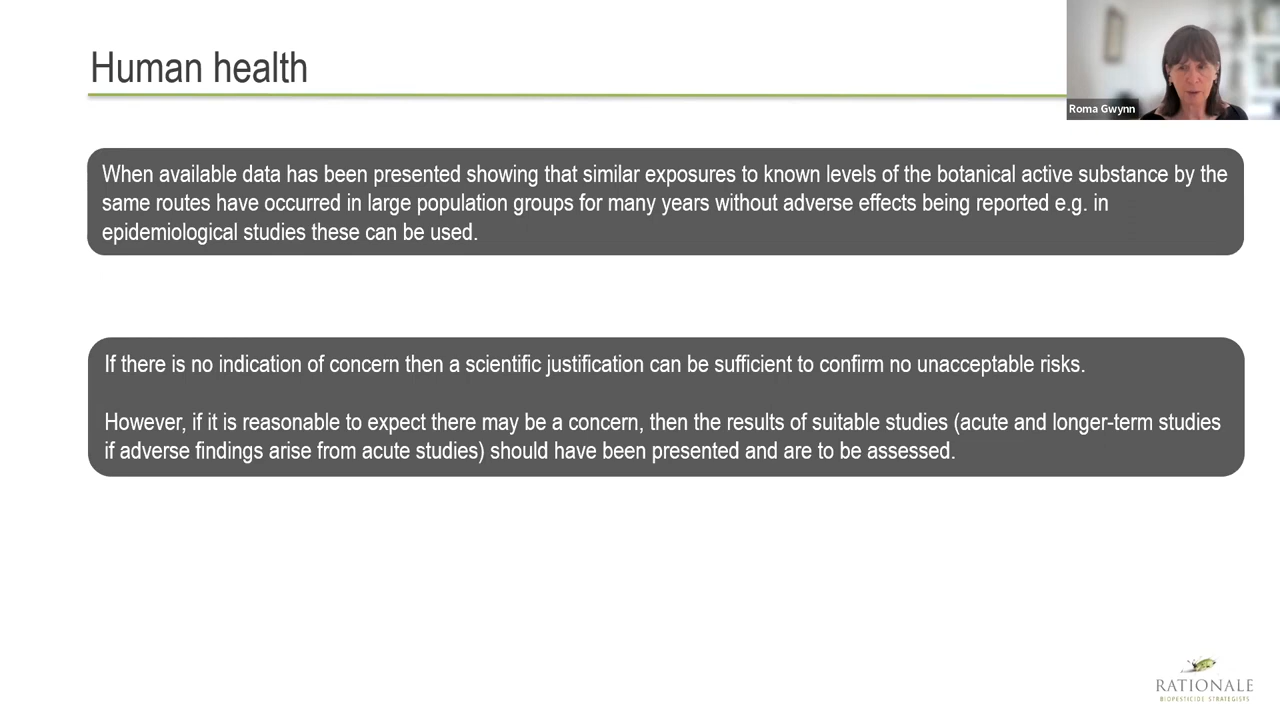 Human health
Roma Gwynn
When available data has been presented showing that similar exposures to known levels of the botanical active substance by the
same routes have occurred in large population groups for many years without adverse effects being reported e.g. in
epidemiological studies these can be used.
If there is no indication of concern then a scientific justification can be sufficient to confirm no unacceptable risks.
However, if it is reasonable to expect there may be a concern, then the results of suitable studies (acute and longer-term studies
if adverse findings arise from acute studies) should have been presented and are to be assessed.
RATIONALE
BIOPESTICIDE STRATEGISTS